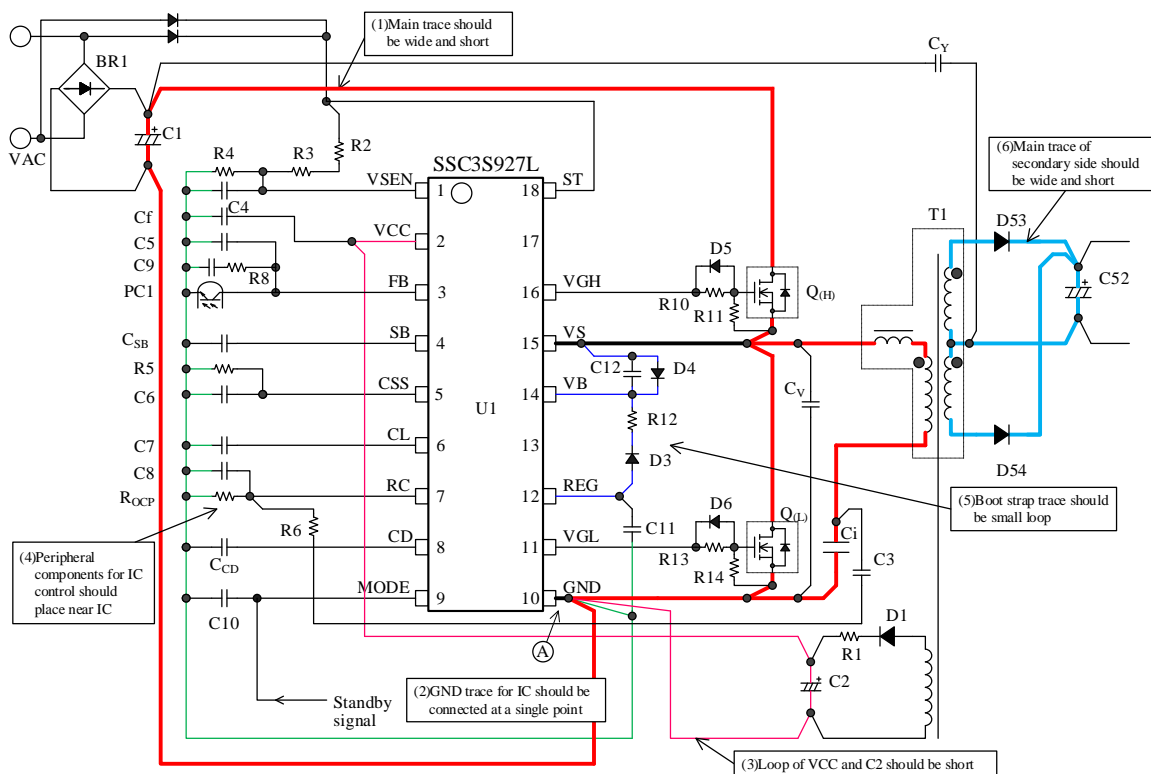 (1)Main trace should
be wide and short
BR1
C1
VAC
R2
R3
R4
C4
Cf
C5
C9
R8
PC1
CSB
R5
C6
C7
C8
ROCP
R6
CCD
C10
SSC3S927L
VSEN 1
VCC 2
FB 3
SB 4
CSS 5
CL 6
RC 7
CD 8
MODE 9
U1
18 ST
17
16 VGH
15 VS
14 VB
13
12 REG
11 VGL
10 GND
A
D5
R10
R11
Q(H)
C12
D4
R12
D3
C11
D6
R13
R14
Q(L)
CV
CY
Ci
C3
T1
D53
D54
C52
D1
R1
C2
(6)Main trace of
secondary side should
be wide and short
(5)Boot strap trace should
be small loop
(4)Peripheral
components for IC
control should
place near IC
Standby
signal
(2)GND trace for IC should be
connected at a single point
(3)Loop of VCC and C2 should be short